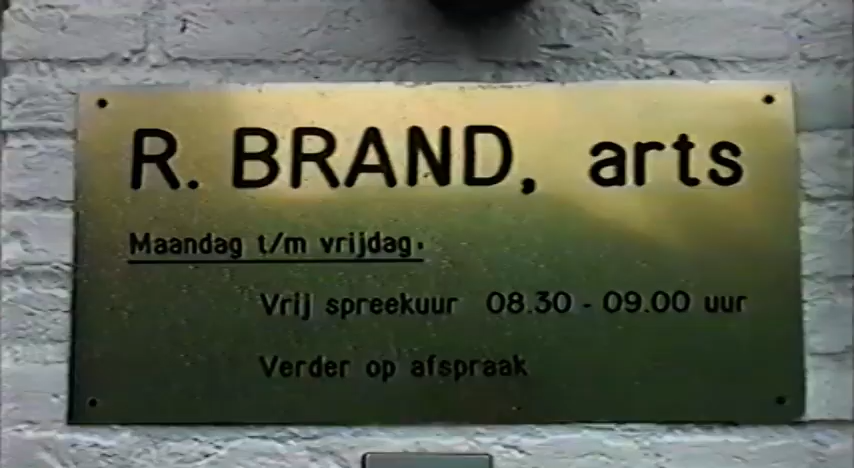 R. BRAND, arts
Maandag t/m vrijdag.
Vrij spreekuur 08.30 - 09.00 uur
Verder op afspraak